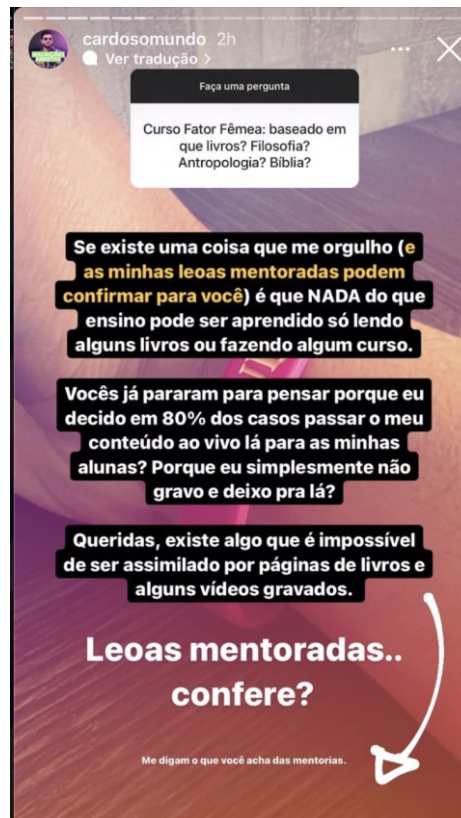 cardosomundo 2h
Ver tradução >
Faça uma pergunta
Curso Fator Fêmea: baseado em
que livros? Filosofia?
Antropologia? Bíblia?
Se existe uma coisa que me orgulho (e
as minhas leoas mentoradas podem
confirmar para você) é que NADA do que
ensino pode ser aprendido só lendo
alguns livros ou fazendo algum curso.
Vocês já pararam para pensar porque eu
decido em 80% dos casos passar o meu
conteúdo ao vivo lá para as minhas
alunas? Porque eu simplesmente não
gravo e deixo pra lá?
Queridas, existe algo que é impossível
de ser assimilado por páginas de livros e
alguns vídeos gravados.
Leoas mentoradas..
confere?
Me digam o que você acha das mentorias.